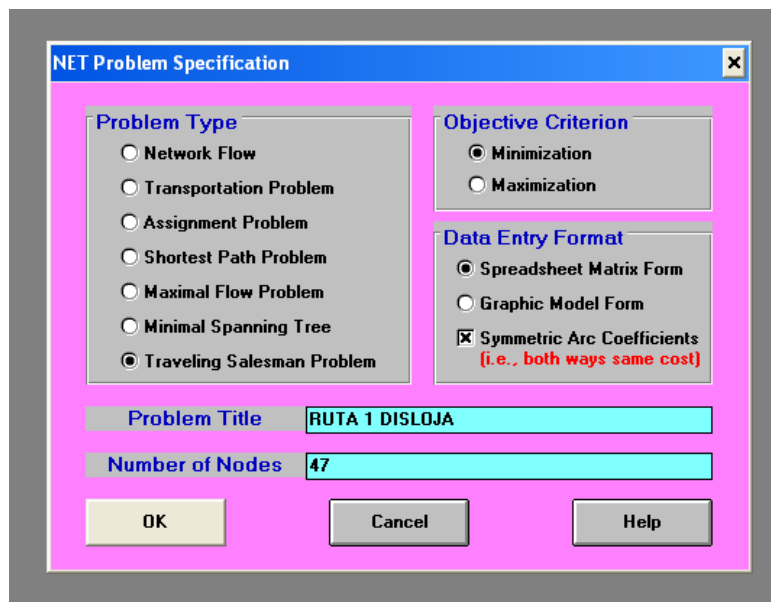 NET Problem Specification
Problem Type
Network Flow
Transportation Problem
Assignment Problem
Shortest Path Problem
Maximal Flow Problem
Minimal Spanning Tree
Traveling Salesman Problem
Objective Criterion
Minimization
Maximization
Data Entry Format
Spreadsheet Matrix Form
Graphic Model Form
Symmetric Arc Coefficients
(i.e., both ways same cost)
Problem Title RUTA 1 DISLOJA
Number of Nodes 47
OK Cancel Help